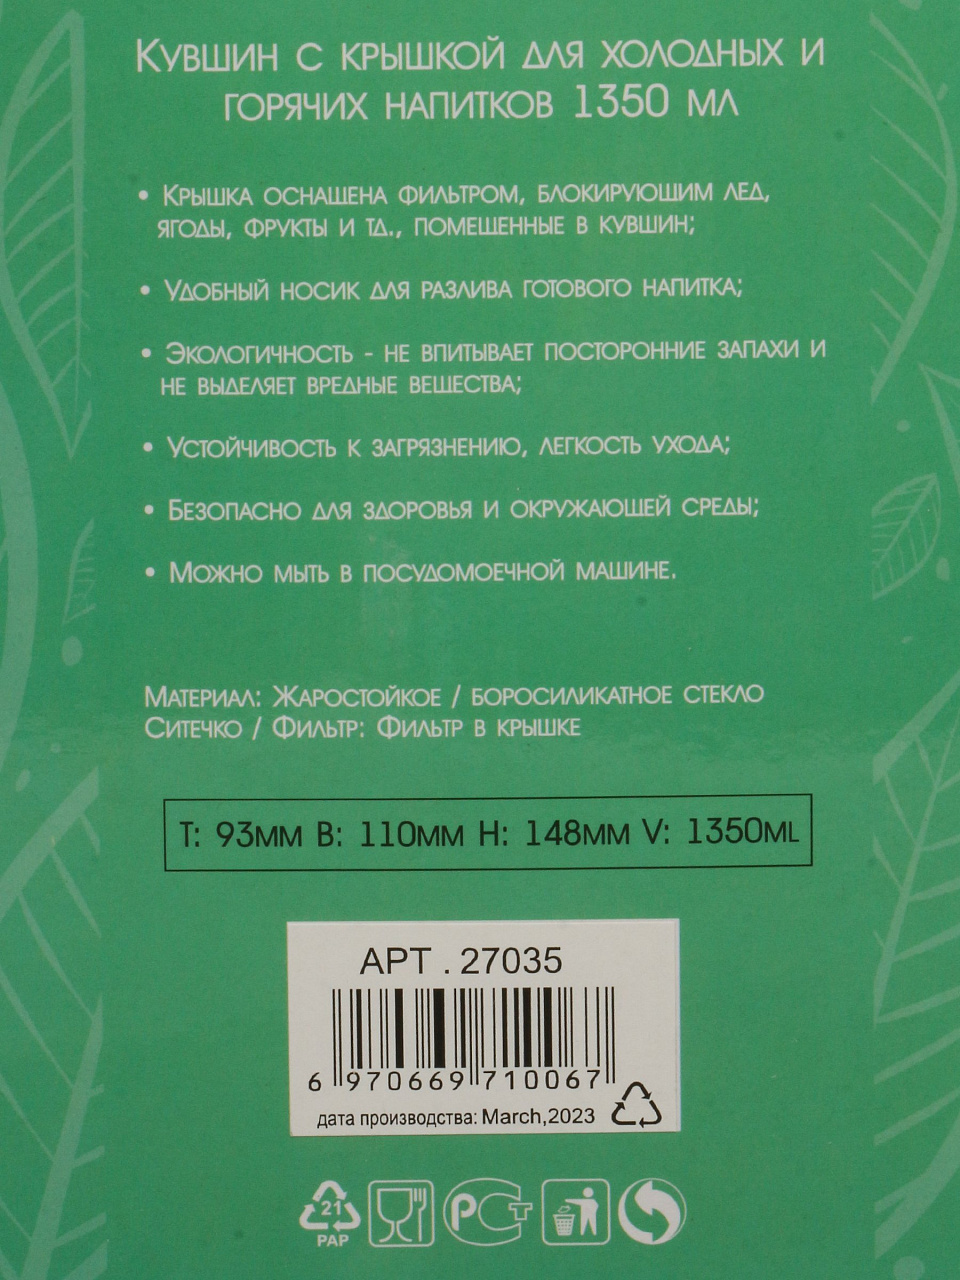 Кувшин с крышкой для холодных и
горячих напитков 1350 мл
• Крышка оснащена фильтром, блокирующим лед,
ягоды, фрукты и тд., помещенные в кувшин;
• Удобный носик для разлива готового напитка;
• Экологичность - не впитывает посторонние запахи и
не выделяет вредные вещества;
• Устойчивость к загрязнению, легкость ухода;
• Безопасно для здоровья и окружающей среды;
• Можно мыть в посудомоечной машине.
Материал: Жаростойкое / боросиликатное стекло
Ситечко / Фильтр: Фильтр в крышке
T: 93мм B: 110мм H: 148мм V: 1350ML
АРТ . 27035
6 970669 710067
дата производства: March,2023
21
PAP
РСТ